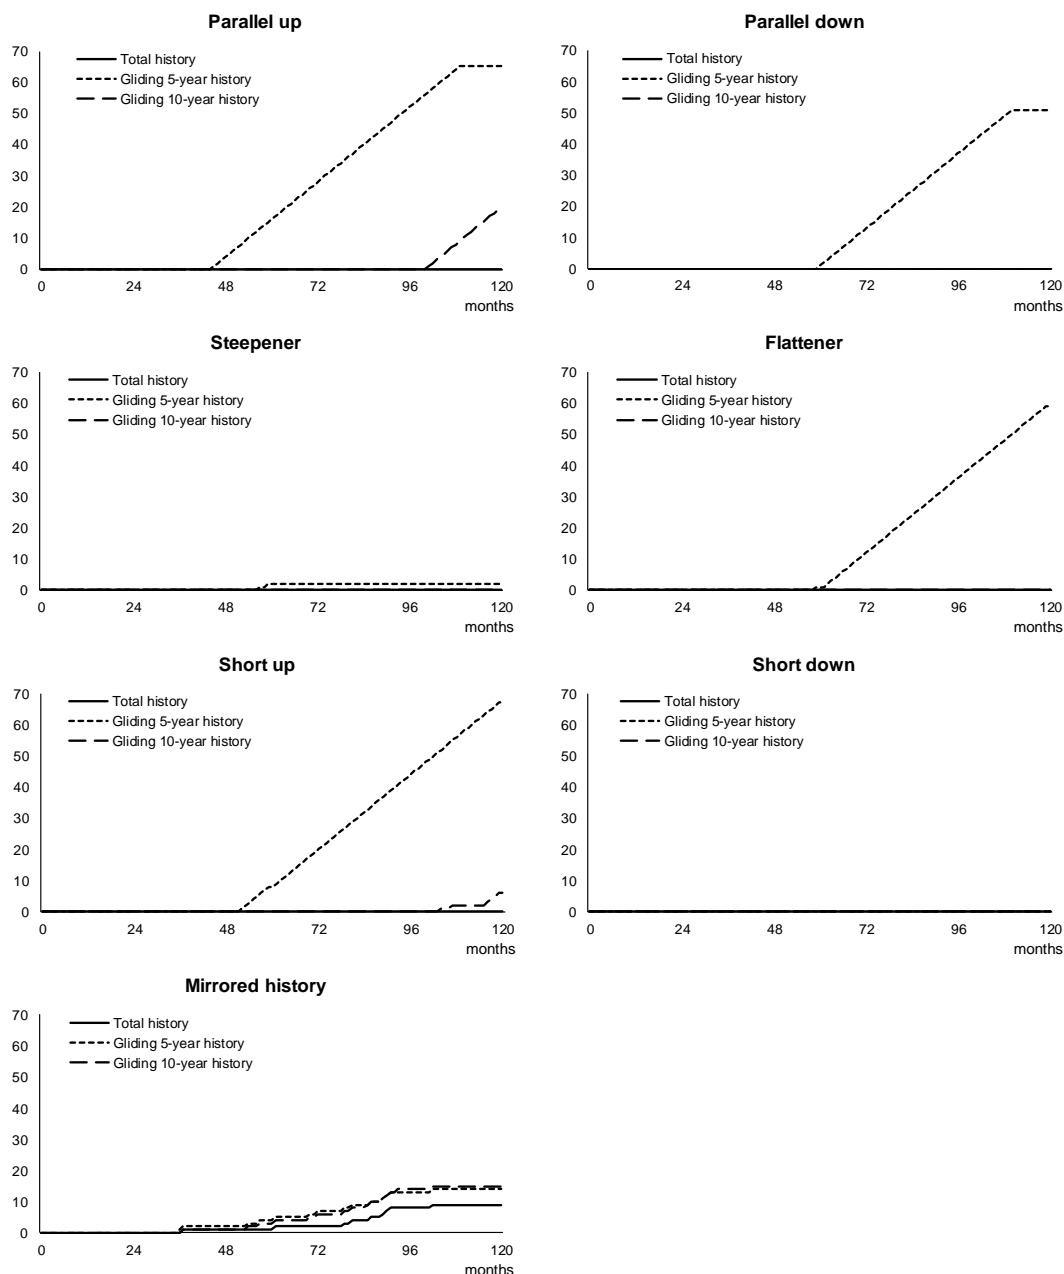 Parallel up
Total history
Gliding 5-year history
Gliding 10-year history
70
60
50
40
30
20
10
0
0 24 48 72 96 120
months
Parallel down
Total history
Gliding 5-year history
Gliding 10-year history
70
60
50
40
30
20
10
0
0 24 48 72 96 120
months
Steepener
Total history
Gliding 5-year history
Gliding 10-year history
70
60
50
40
30
20
10
0
0 24 48 72 96 120
months
Flattener
Total history
Gliding 5-year history
Gliding 10-year history
70
60
50
40
30
20
10
0
0 24 48 72 96 120
months
Short up
Total history
Gliding 5-year history
Gliding 10-year history
70
60
50
40
30
20
10
0
0 24 48 72 96 120
months
Short down
Total history
Gliding 5-year history
Gliding 10-year history
70
60
50
40
30
20
10
0
0 24 48 72 96 120
months
Mirrored history
Total history
Gliding 5-year history
Gliding 10-year history
70
60
50
40
30
20
10
0
0 24 48 72 96 120
months